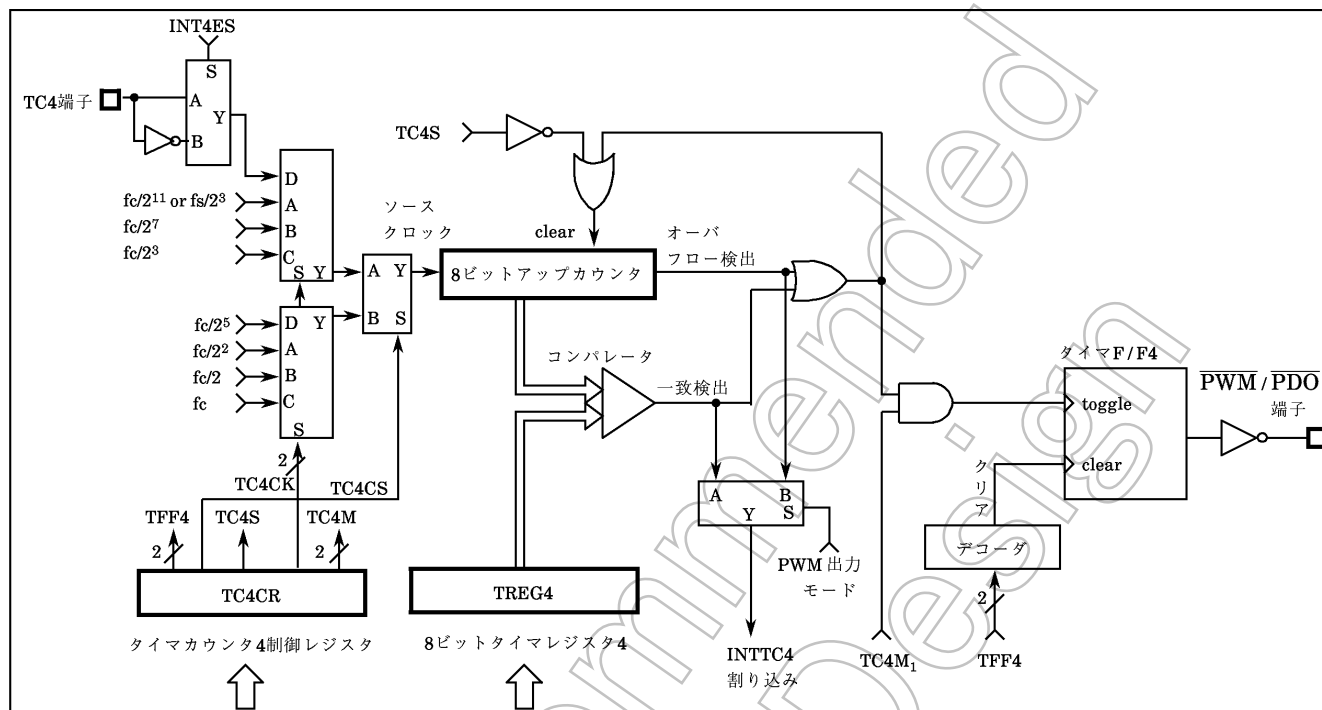 INT4ES
S
TC4端子
A
Y
B
TC4S
D
fc/2¹¹ or fs/2³
A
fc/2⁷
B
fc/2³
C
S Y
ソース
クロック
A Y
B S
clear
8ビットアップカウンタ
オーバ
フロー検出
fc/2⁵
D Y
fc/2²
A
fc/2
B
fc
C
S
コンパレータ
一致検出
タイマF/F4
toggle
clear
P̅W̅M̅/P̅D̅O̅
端子
クリア
2
TC4CK
TC4CS
A B
Y S
TFF4
TC4S
TC4M
2
2
PWM 出力
モード
デコーダ
2
TC4CR
TREG4
タイマカウンタ4制御レジスタ
8ビットタイマレジスタ4
INTTC4
割り込み
TC4M₁
TFF4
ommended
Design